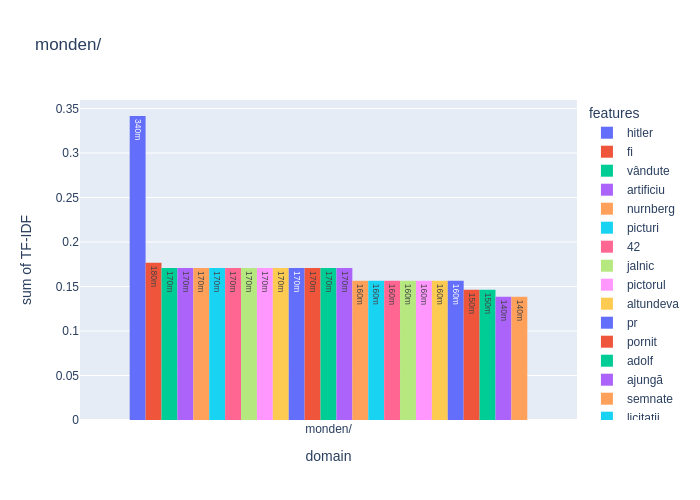 monden/
sum of TF-IDF
0.35
0.3
0.25
0.2
0.15
0.1
0.05
0
340m
180m
170m
170m
170m
170m
170m
170m
170m
170m
170m
170m
170m
170m
160m
160m
160m
160m
160m
160m
160m
150m
150m
140m
140m
monden/
domain
features
hitler
fi
vândute
artificiu
nurnberg
picturi
42
jalnic
pictorul
altundeva
pr
pornit
adolf
ajungă
semnate
licitații